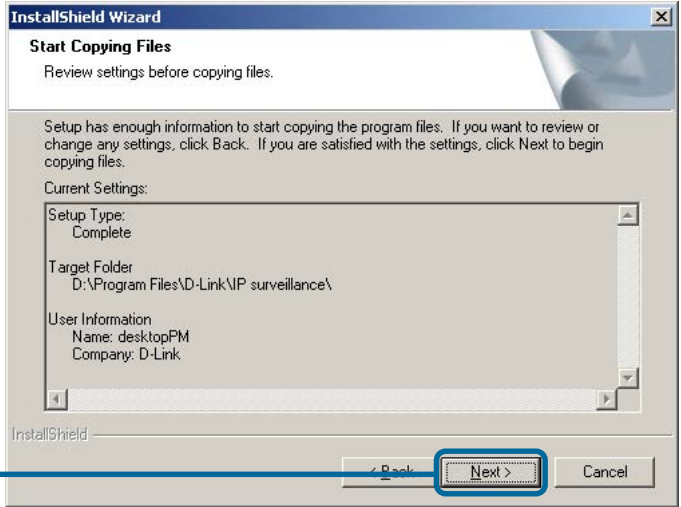 InstallShield Wizard
Start Copying Files
Review settings before copying files.
Setup has enough information to start copying the program files. If you want to review or
change any settings, click Back. If you are satisfied with the settings, click Next to begin
copying files.
Current Settings:
Setup Type:
Complete
Target Folder
D:\Program Files\D-Link\IP surveillance\
User Information
Name: desktopPM
Company: D-Link
InstallShield
< Back
Next >
Cancel